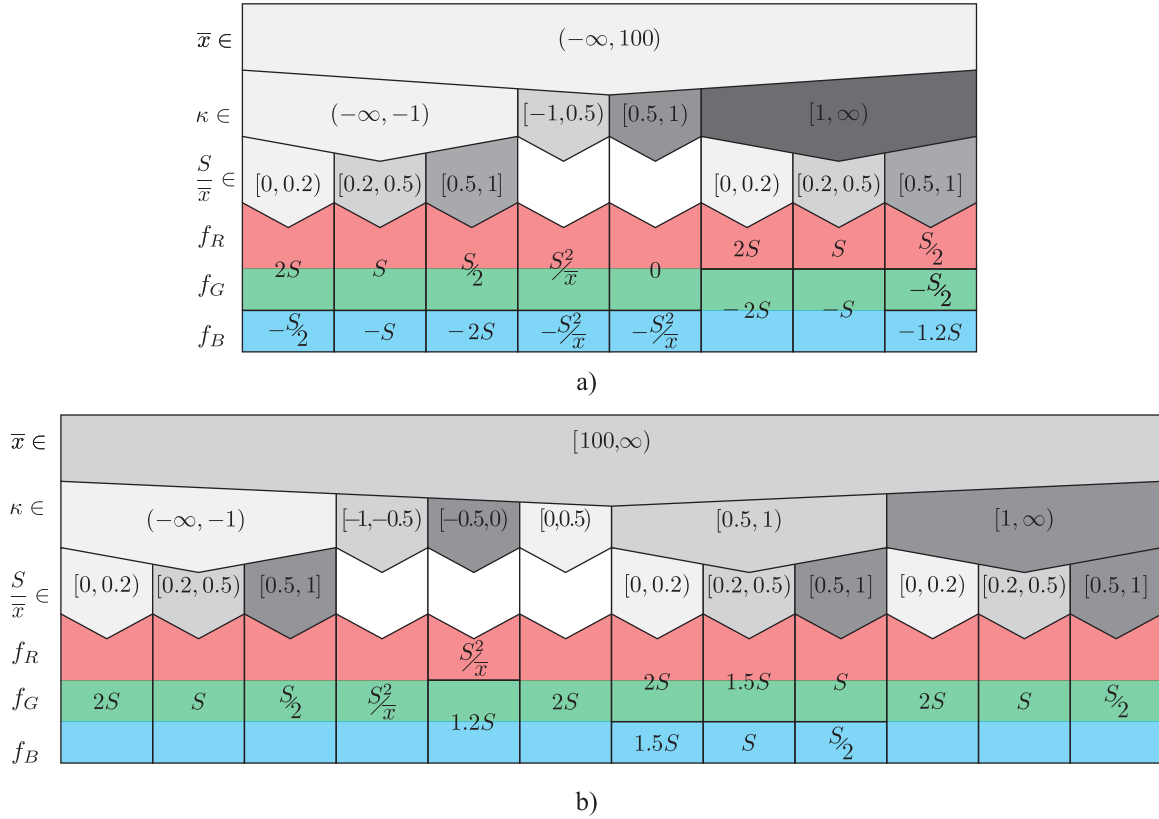 x̅ ∈ (−∞, 100)
κ ∈ (−∞, −1) [−1, 0.5) [0.5, 1) [1, ∞)
S/x̅ ∈ [0, 0.2) [0.2, 0.5) [0.5, 1] [0, 0.2) [0.2, 0.5) [0.5, 1]
f_R 2S S S/2
2S S S/2 S²/x̅ 0
f_G −S/2
−2S −S
f_B −S/2 −S −2S −S²/x̅ −S²/x̅ −1.2S
a)
x̅ ∈ [100,∞)
κ ∈ (−∞, −1) [−1,−0.5) [−0.5,0) [0,0.5) [0.5, 1) [1, ∞)
S/x̅ ∈ [0, 0.2) [0.2, 0.5) [0.5, 1] [0, 0.2) [0.2, 0.5) [0.5, 1] [0, 0.2) [0.2, 0.5) [0.5, 1]
f_R S²/x̅
2S 1.5S S
f_G 2S S S/2 S²/x̅ 2S 2S S S/2
1.2S
f_B 1.5S S S/2
b)